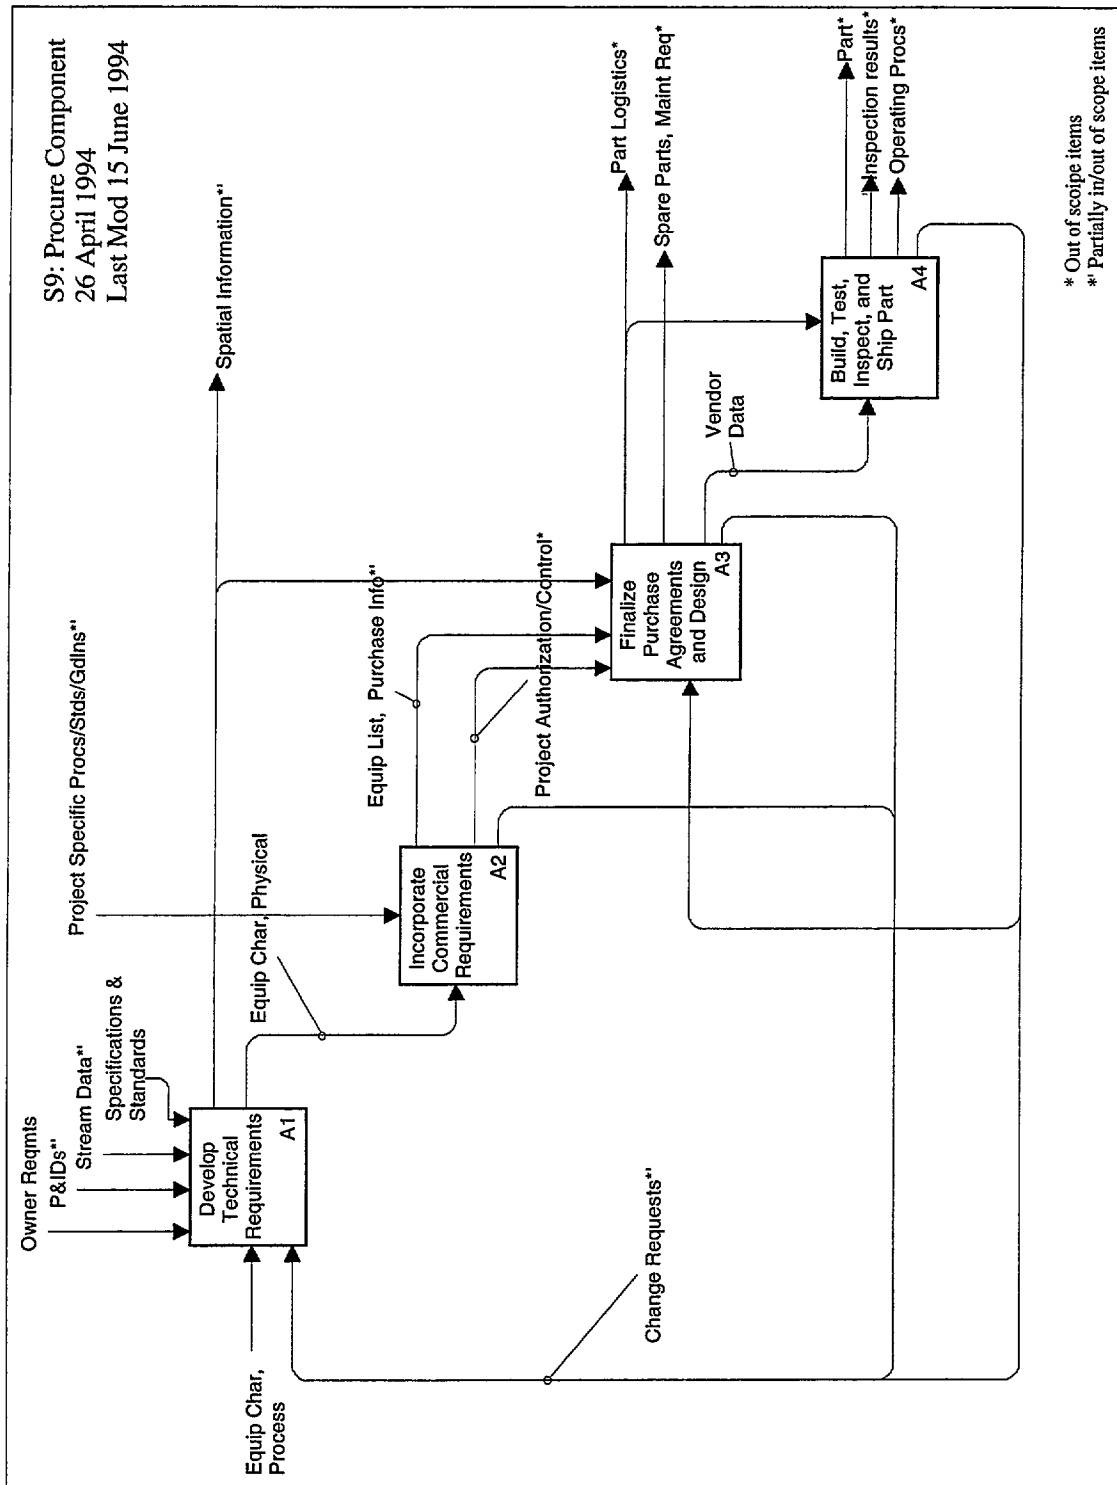 S9: Procure Component
26 April 1994
Last Mod 15 June 1994
Owner Reqmts
P&IDs*'
Stream Data*'
Specifications &
Standards
Project Specific Procs/Stds/Gdlns*'
Spatial Information*'
Equip Char,
Process
Develop
Technical
Requirements
A1
Equip Char, Physical
Incorporate
Commercial
Requirements
A2
Equip List, Purchase Info*'
Project Authorization/Control*
Finalize
Purchase
Agreements
and Design
A3
Part Logistics*
Spare Parts, Maint Req*
Vendor
Data
Build, Test,
Inspect, and
Ship Part
A4
Part*
Inspection results*
Operating Procs*
Change Requests*'
* Out of scoipe items
*' Partially in/out of scope items